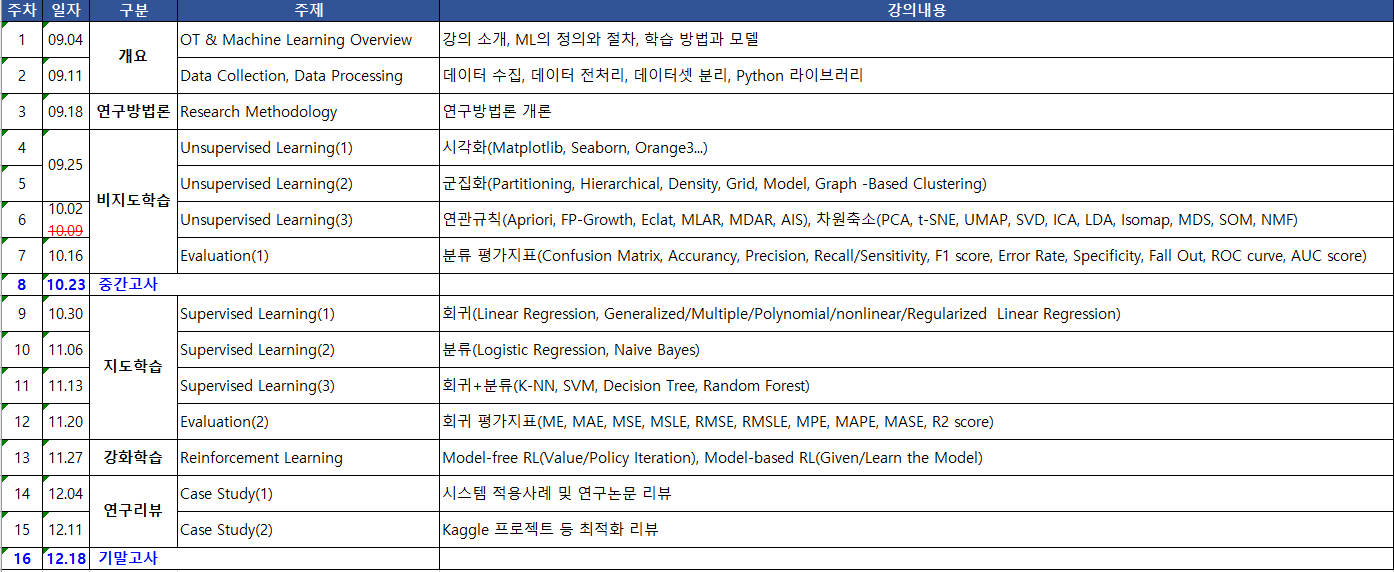 주차 일자 구분 주제 강의내용
1 09.04 개요 OT & Machine Learning Overview 강의 소개, ML의 정의와 절차, 학습 방법과 모델
2 09.11 Data Collection, Data Processing 데이터 수집, 데이터 전처리, 데이터셋 분리, Python 라이브러리
3 09.18 연구방법론 Research Methodology 연구방법론 개론
4 09.25 비지도학습 Unsupervised Learning(1) 시각화(Matplotlib, Seaborn, Orange3...)
5 Unsupervised Learning(2) 군집화(Partitioning, Hierarchical, Density, Grid, Model, Graph -Based Clustering)
6 10.02 10.09 Unsupervised Learning(3) 연관규칙(Apriori, FP-Growth, Eclat, MLAR, MDAR, AIS), 차원축소(PCA, t-SNE, UMAP, SVD, ICA, LDA, Isomap, MDS, SOM, NMF)
7 10.16 Evaluation(1) 분류 평가지표(Confusion Matrix, Accurancy, Precision, Recall/Sensitivity, F1 score, Error Rate, Specificity, Fall Out, ROC curve, AUC score)
8 10.23 중간고사
9 10.30 지도학습 Supervised Learning(1) 회귀(Linear Regression, Generalized/Multiple/Polynomial/nonlinear/Regularized  Linear Regression)
10 11.06 Supervised Learning(2) 분류(Logistic Regression, Naive Bayes)
11 11.13 Supervised Learning(3) 회귀+분류(K-NN, SVM, Decision Tree, Random Forest)
12 11.20 Evaluation(2) 회귀 평가지표(ME, MAE, MSE, MSLE, RMSE, RMSLE, MPE, MAPE, MASE, R2 score)
13 11.27 강화학습 Reinforcement Learning Model-free RL(Value/Policy Iteration), Model-based RL(Given/Learn the Model)
14 12.04 연구리뷰 Case Study(1) 시스템 적용사례 및 연구논문 리뷰
15 12.11 Case Study(2) Kaggle 프로젝트 등 최적화 리뷰
16 12.18 기말고사